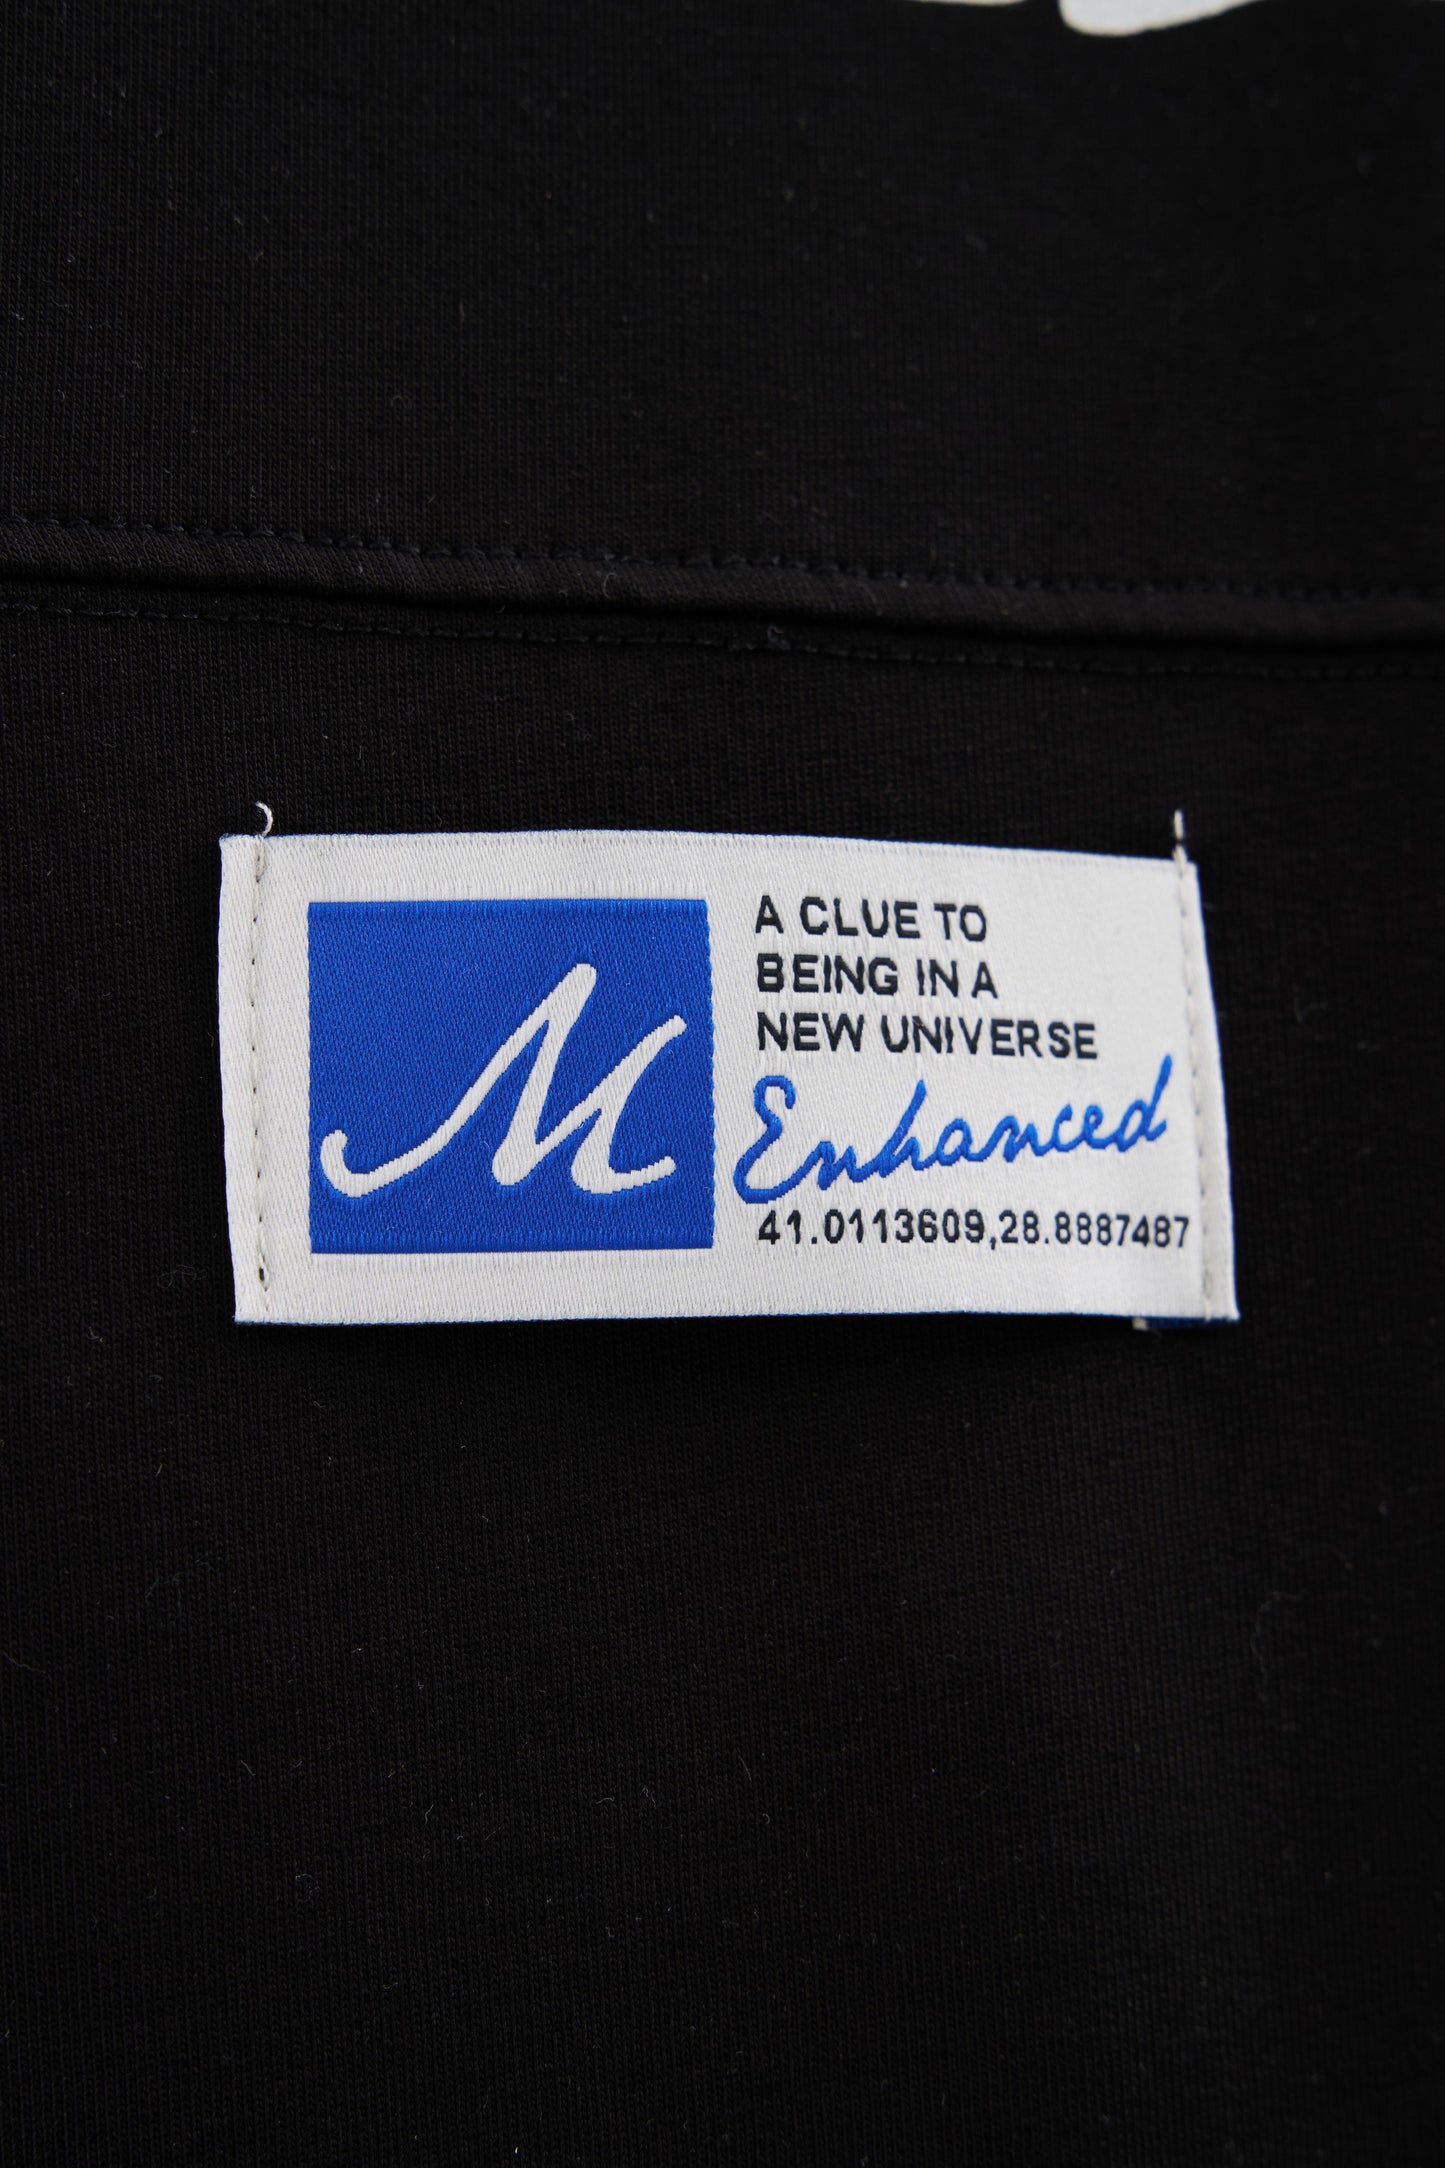 M
A CLUE TO
BEING IN A
NEW UNIVERSE
Enhanced
41.0113609,28.8887487